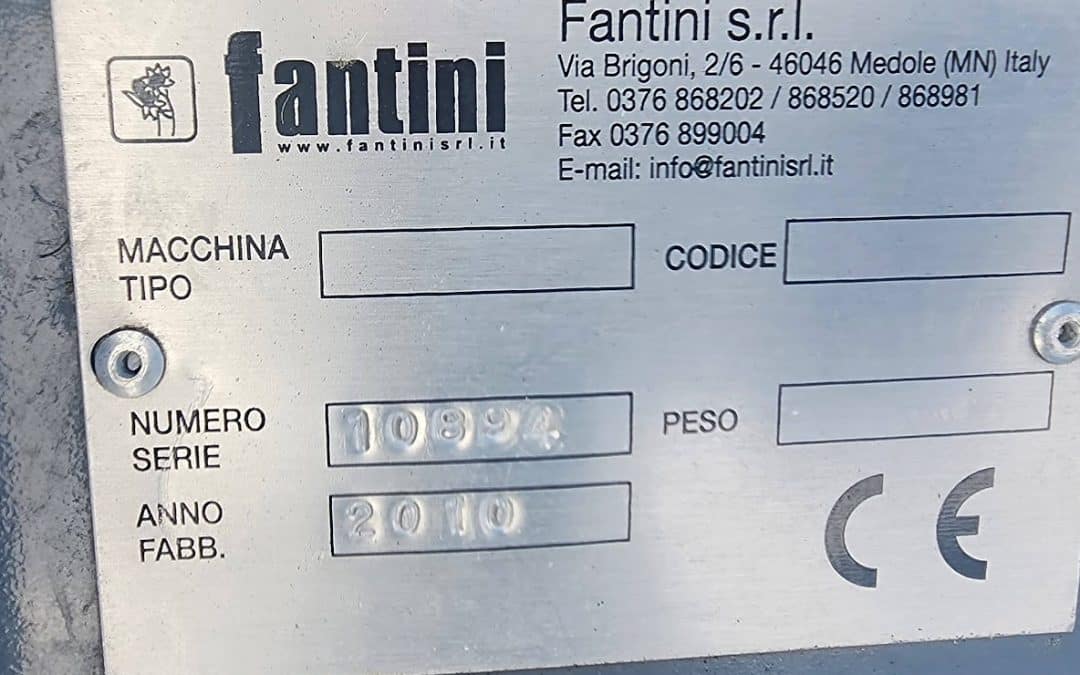 fantini
www.fantinisrl.it
Fantini s.r.l.
Via Brigoni, 2/6 - 46046 Medole (MN) Italy
Tel. 0376 868202 / 868520 / 868981
Fax 0376 899004
E-mail: info@fantinisrl.it
MACCHINA
TIPO
CODICE
NUMERO
SERIE
10894
PESO
ANNO
FABB.
2010
CE